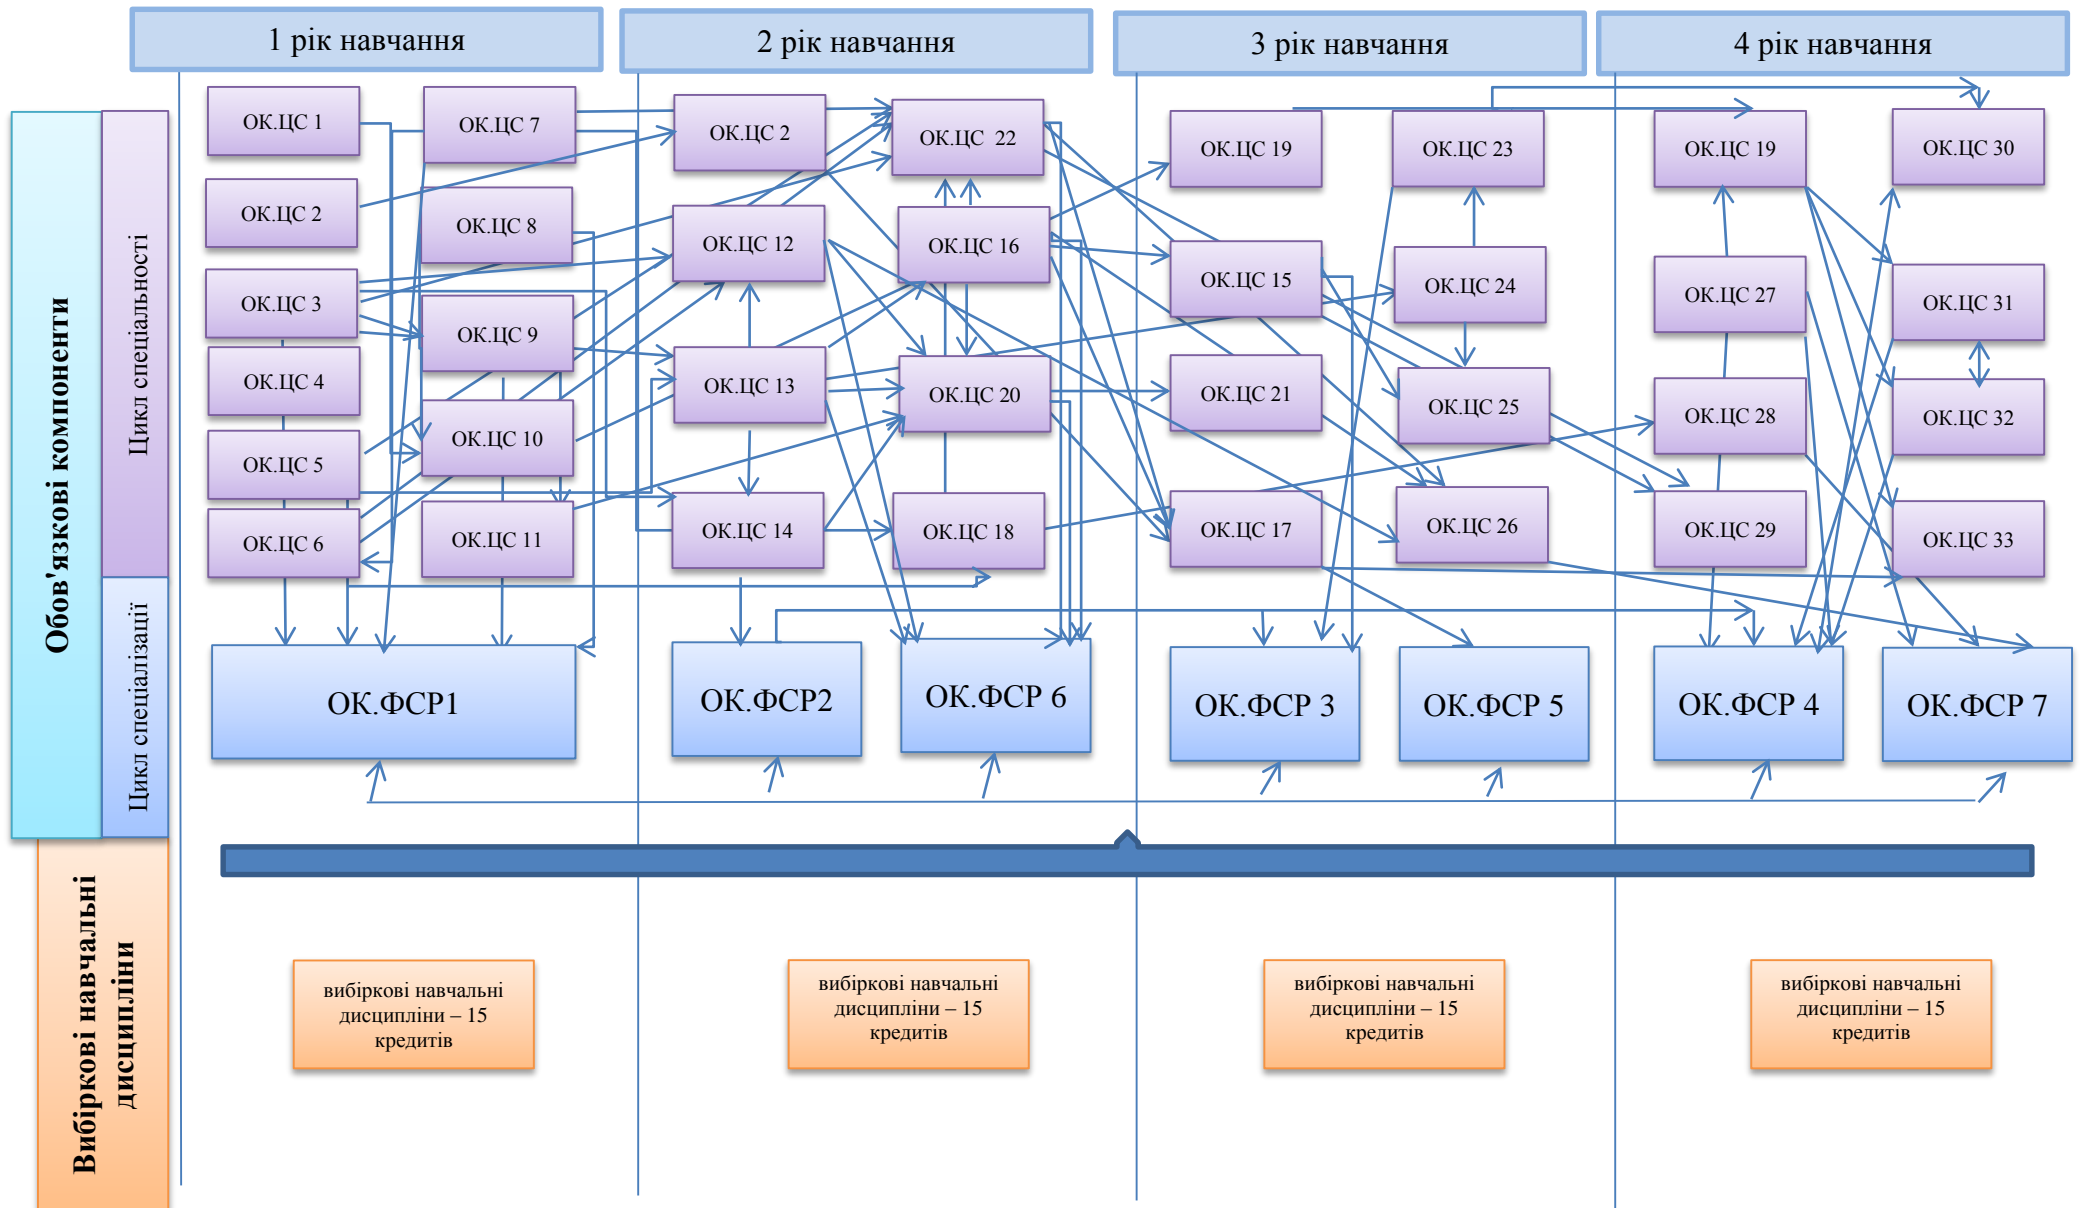 1 рік навчання
2 рік навчання
3 рік навчання
4 рік навчання
Обов'язкові компоненти
Цикл спеціальності
Цикл спеціалізації
Вибіркові навчальні
дисципліни
ОК.ЦС 1
ОК.ЦС 2
ОК.ЦС 3
ОК.ЦС 4
ОК.ЦС 5
ОК.ЦС 6
ОК.ЦС 7
ОК.ЦС 8
ОК.ЦС 9
ОК.ЦС 10
ОК.ЦС 11
ОК.ФСР1
ОК.ЦС 2
ОК.ЦС 12
ОК.ЦС 13
ОК.ЦС 14
ОК.ЦС 22
ОК.ЦС 16
ОК.ЦС 20
ОК.ЦС 18
ОК.ФСР2
ОК.ФСР 6
ОК.ЦС 19
ОК.ЦС 15
ОК.ЦС 21
ОК.ЦС 17
ОК.ЦС 23
ОК.ЦС 24
ОК.ЦС 25
ОК.ЦС 26
ОК.ФСР 3
ОК.ФСР 5
ОК.ЦС 19
ОК.ЦС 27
ОК.ЦС 28
ОК.ЦС 29
ОК.ЦС 30
ОК.ЦС 31
ОК.ЦС 32
ОК.ЦС 33
ОК.ФСР 4
ОК.ФСР 7
вибіркові навчальні
дисципліни – 15
кредитів
вибіркові навчальні
дисципліни – 15
кредитів
вибіркові навчальні
дисципліни – 15
кредитів
вибіркові навчальні
дисципліни – 15
кредитів